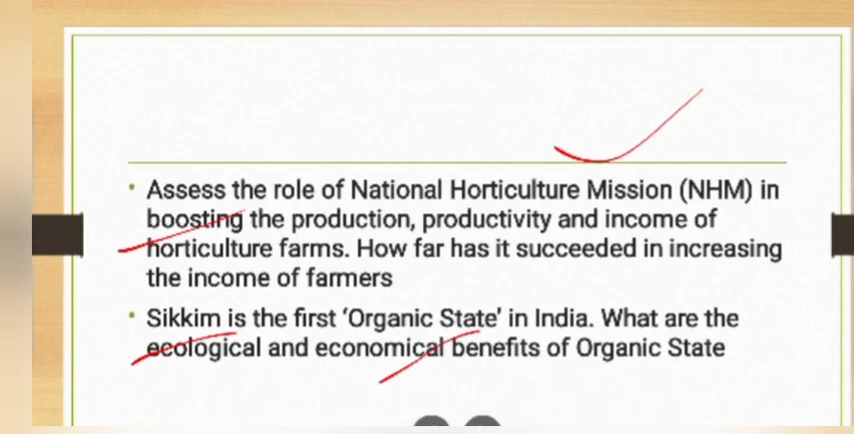 • Assess the role of National Horticulture Mission (NHM) in
boosting the production, productivity and income of
horticulture farms. How far has it succeeded in increasing
the income of farmers
• Sikkim is the first ‘Organic State’ in India. What are the
ecological and economical benefits of Organic State